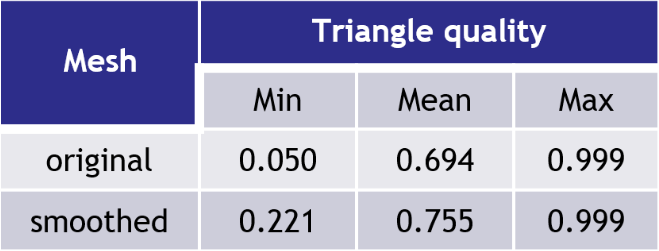 Mesh Triangle quality
Min Mean Max
original 0.050 0.694 0.999
smoothed 0.221 0.755 0.999